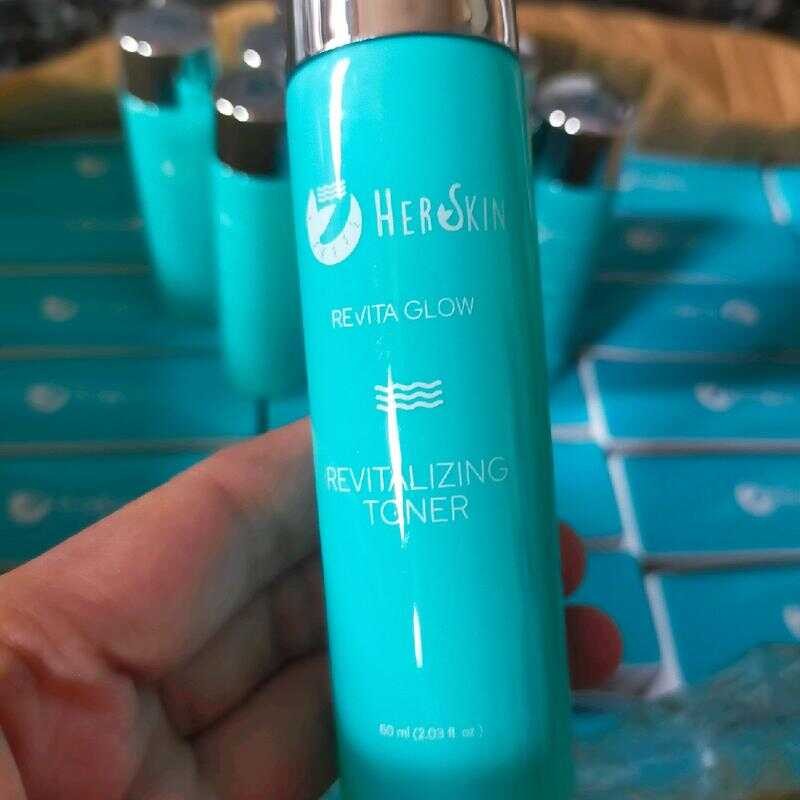 HERSKIN
REVITA GLOW
REVITALIZING
TONER
60 ml (2.03 fl. oz )